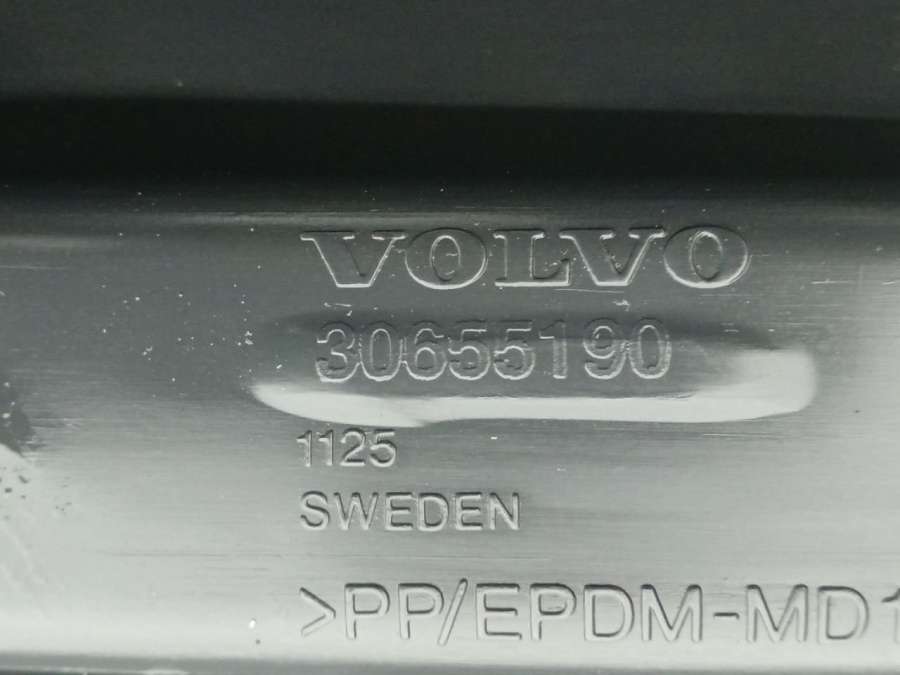 VOLVO
30655190
1125
SWEDEN
>PP/EPDM-MD1